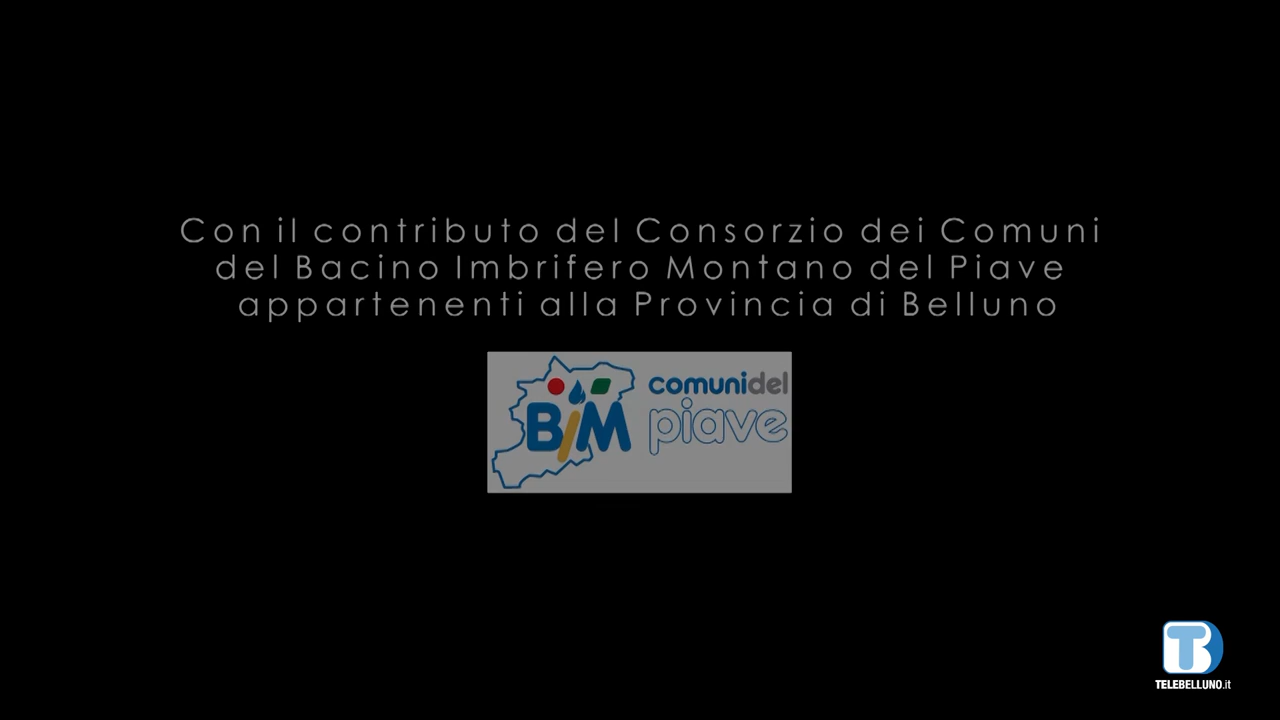 Con il contributo del Consorzio dei Comuni
del Bacino Imbrifero Montano del Piave
appartenenti alla Provincia di Belluno
BiM
comunidel
piave
TB
TELEBELLUNO.it